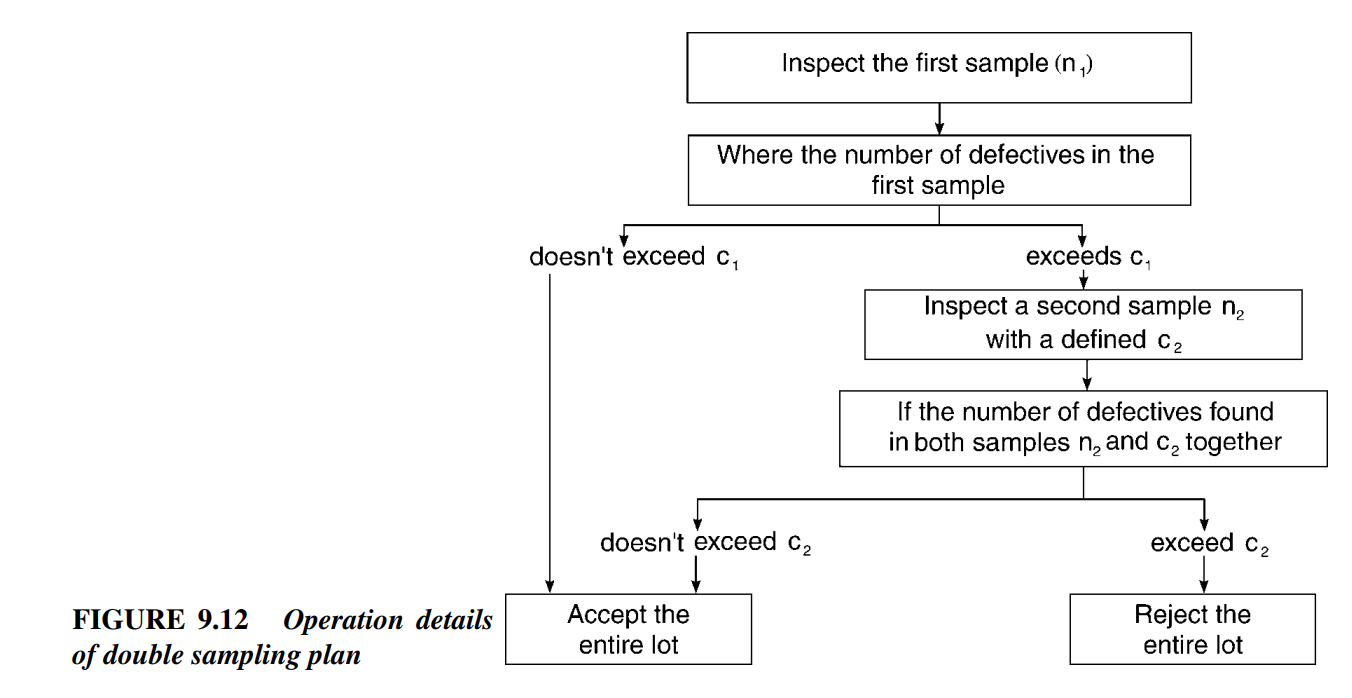 Inspect the first sample (n₁)
Where the number of defectives in the
first sample
doesn't exceed c₁
exceeds c₁
Inspect a second sample n₂
with a defined c₂
If the number of defectives found
in both samples n₂ and c₂ together
doesn't exceed c₂
exceed c₂
Accept the
entire lot
Reject the
entire lot
FIGURE 9.12 Operation details
of double sampling plan